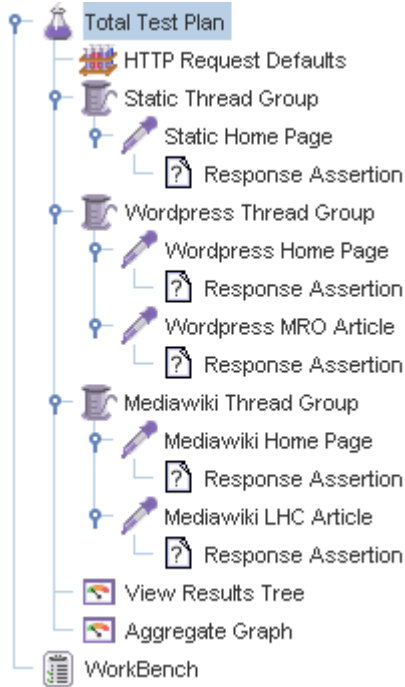 Total Test Plan
HTTP Request Defaults
Static Thread Group
Static Home Page
? Response Assertion
Wordpress Thread Group
Wordpress Home Page
? Response Assertion
Wordpress MRO Article
? Response Assertion
Mediawiki Thread Group
Mediawiki Home Page
? Response Assertion
Mediawiki LHC Article
? Response Assertion
View Results Tree
Aggregate Graph
WorkBench